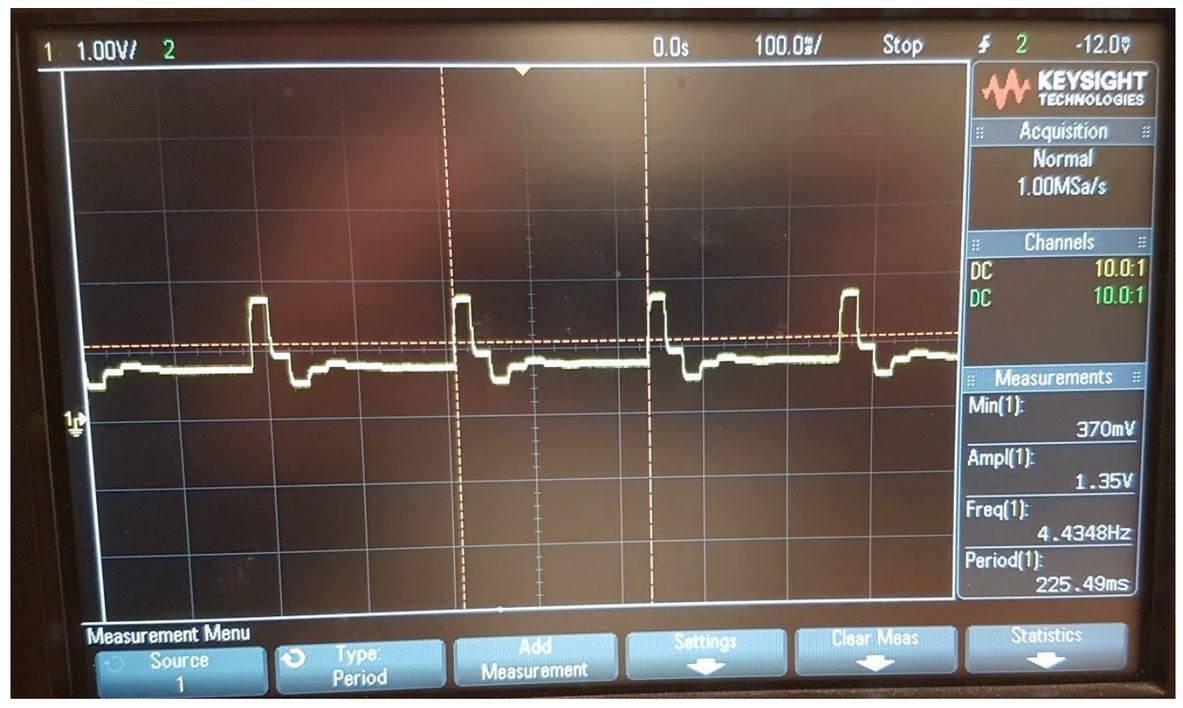 1 1.00V/ 2 0.0s 100.0ms/ Stop 2 -12.0mV
KEYSIGHT
TECHNOLOGIES
Acquisition
Normal
1.00MSa/s
Channels
DC 10.0:1
DC 10.0:1
Measurements
Min(1):
370mV
Ampl(1):
1.35V
Freq(1):
4.4348Hz
Period(1):
225.49ms
1
Measurement Menu
Source
1
Type:
Period
Add
Measurement
Settings
Clear Meas
Statistics